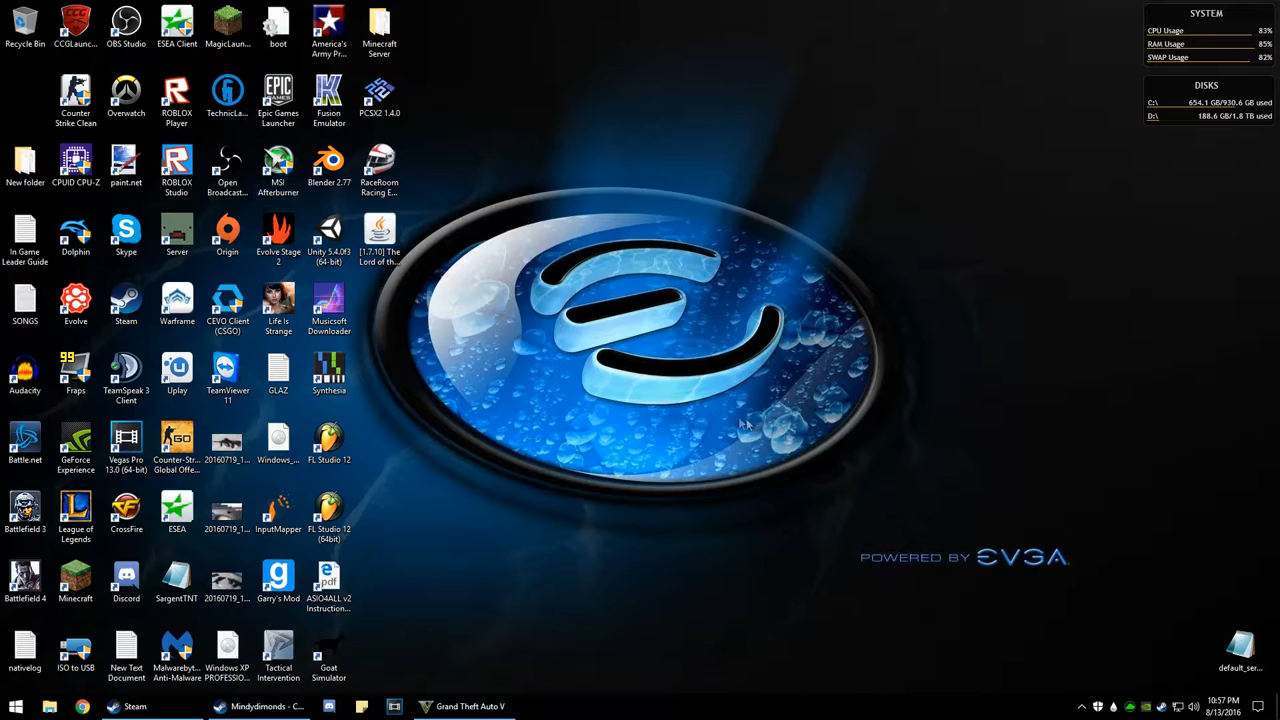 Recycle Bin
CCGLaunc...
OBS Studio
ESEA Client
MagicLaun...
boot
America's
Army Pr...
Minecraft
Server
Counter
Strike Clean
Overwatch
ROBLOX
Player
TechnicLa...
Epic Games
Launcher
Fusion
Emulator
PCSX2 1.4.0
New folder
CPUID CPU-Z
paint.net
ROBLOX
Studio
Open
Broadcast...
MSI
Afterburner
Blender 2.77
RaceRoom
Racing E...
In Game
Leader Guide
Dolphin
Skype
Server
Origin
Evolve Stage
2
Unity 5.4.0f3
(64-bit)
[1.7.10] The
Lord of th...
SONGS
Evolve
Steam
Warframe
CEVO Client
(CSGO)
Life Is
Strange
Musicsoft
Downloader
Audacity
99
Fraps
TeamSpeak 3
Client
Uplay
TeamViewer
11
GLAZ
Synthesia
Battle.net
GeForce
Experience
Vegas Pro
13.0 (64-bit)
GO
Counter-Str...
Global Offe...
20160719_1...
Windows_...
FL Studio 12
Battlefield 3
League of
Legends
CrossFire
ESEA
20160719_1...
InputMapper
FL Studio 12
(64bit)
Battlefield 4
Minecraft
Discord
SargentTNT
20160719_1...
Garry's Mod
ASIO4ALL v2
Instruction...
nativelog
ISO to USB
New Text
Document
Malwarebyt...
Anti-Malware
Windows XP
PROFESSIO...
Tactical
Intervention
Goat
Simulator
SYSTEM
CPU Usage 83%
RAM Usage 85%
SWAP Usage 82%
DISKS
C:\ 654.1 GB/930.6 GB used
D:\ 188.6 GB/1.8 TB used
POWERED BY EVGA
default_ser...
Steam
Mindydimonds - C...
Grand Theft Auto V
10:57 PM
8/13/2016